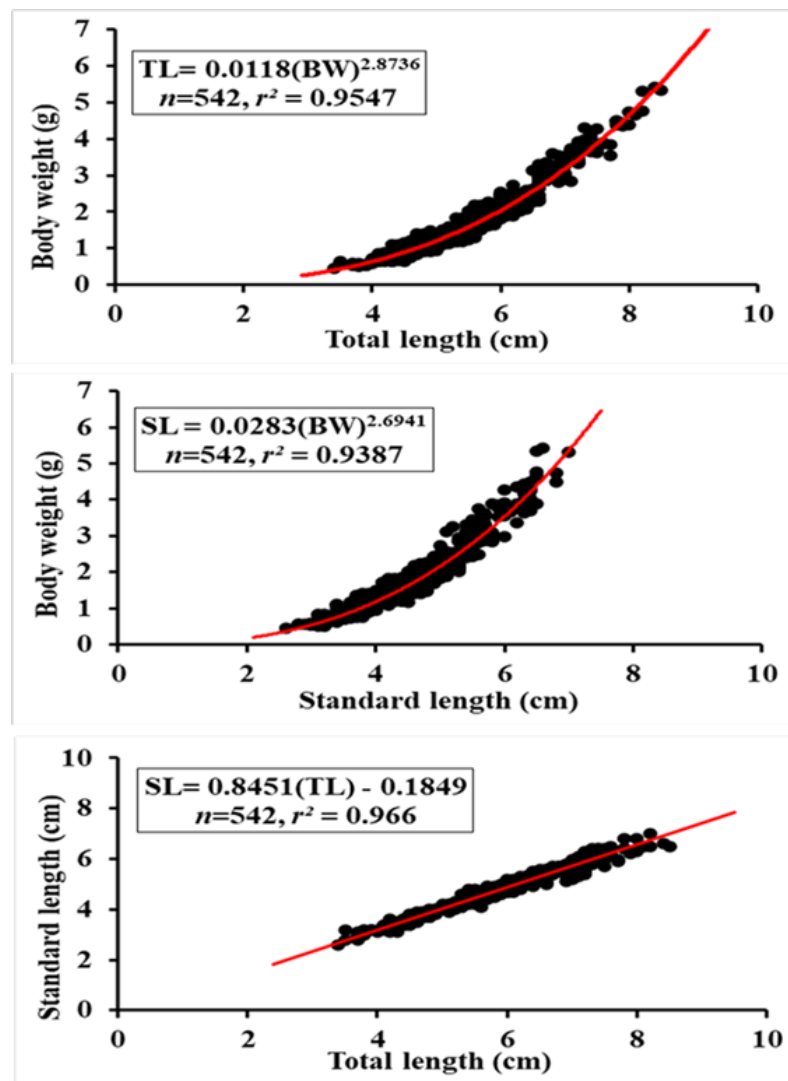 7
6
5
4
3
2
1
0
Body weight (g)
TL= 0.0118(BW)^2.8736
n=542, r² = 0.9547
0 2 4 6 8 10
Total length (cm)
7
6
5
4
3
2
1
0
Body weight (g)
SL = 0.0283(BW)^2.6941
n=542, r² = 0.9387
0 2 4 6 8 10
Standard length (cm)
10
8
6
4
2
0
Standard length (cm)
SL= 0.8451(TL) - 0.1849
n=542, r² = 0.966
0 2 4 6 8 10
Total length (cm)